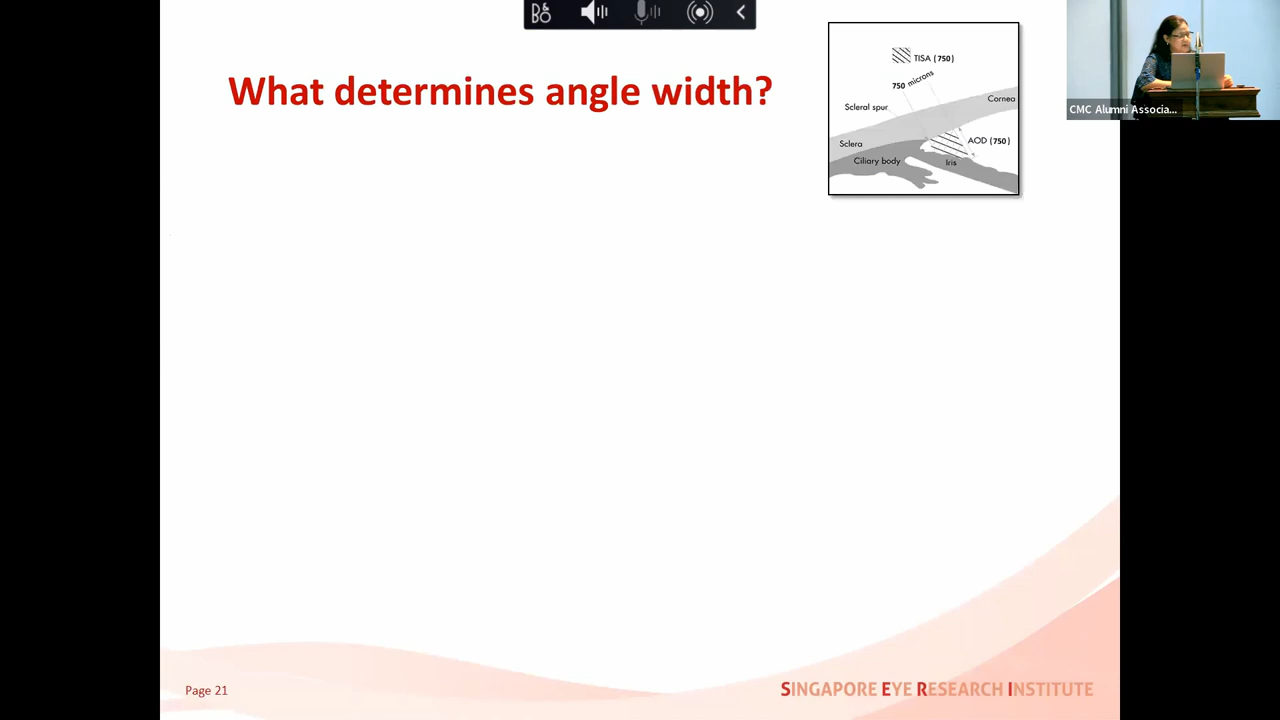 B&O
What determines angle width?
TISA (750)
750 microns
Scleral spur
Cornea
Sclera
AOD (750)
Ciliary body
Iris
CMC Alumni Associa...
Page 21
SINGAPORE EYE RESEARCH INSTITUTE